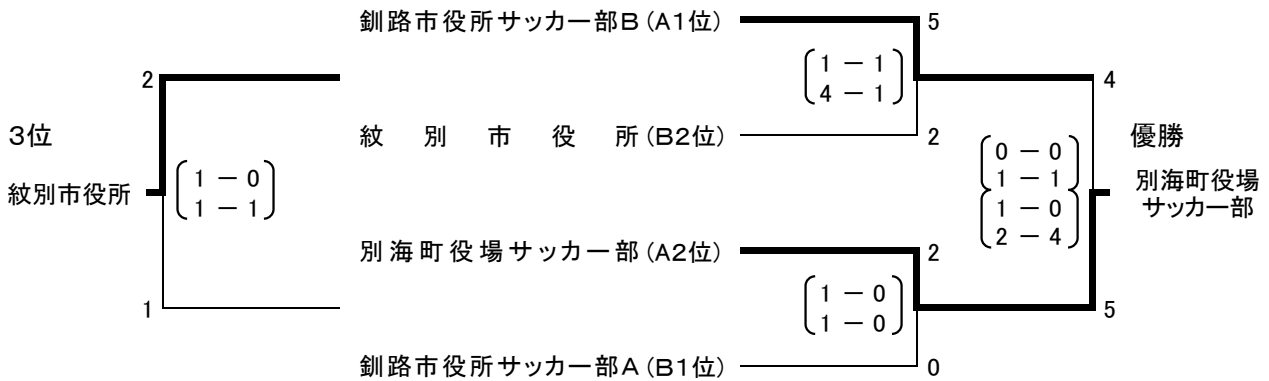 釧路市役所サッカー部B(A1位) 5
2 (1 - 1 4
4 - 1)
3位 紋別市役所(B2位) 2 優勝
紋別市役所 (1 - 0
1 - 1) (0 - 0
1 - 1)
(1 - 0
2 - 4) 別海町役場
サッカー部
別海町役場サッカー部(A2位) 2
1 (1 - 0
1 - 0) 5
釧路市役所サッカー部A(B1位) 0